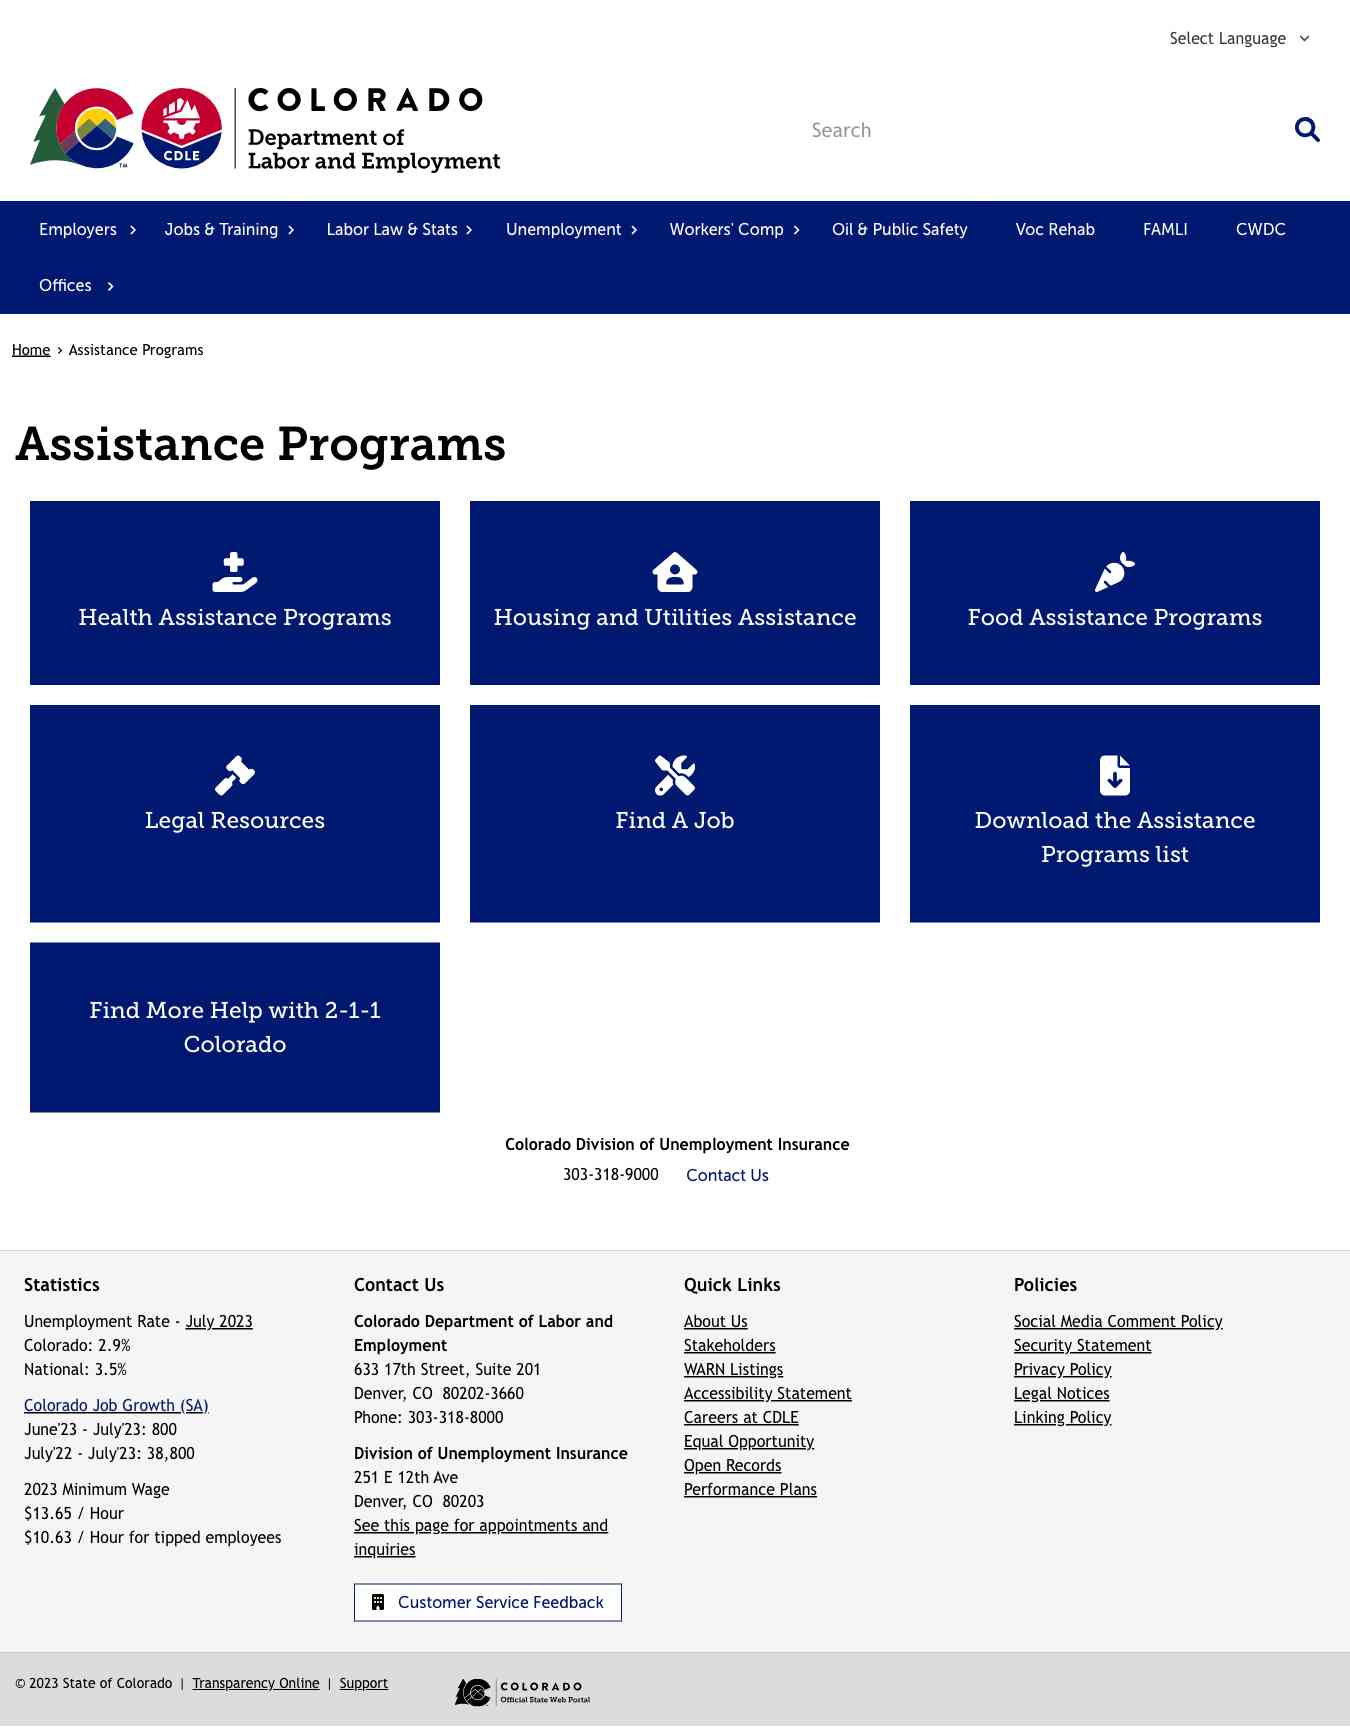 Select Language
COLORADO
Department of
Labor and Employment
CDLE
TM
Search
Employers
Jobs & Training
Labor Law & Stats
Unemployment
Workers' Comp
Oil & Public Safety
Voc Rehab
FAMLI
CWDC
Offices
Home › Assistance Programs
Assistance Programs
Health Assistance Programs
Housing and Utilities Assistance
Food Assistance Programs
Legal Resources
Find A Job
Download the Assistance
Programs list
Find More Help with 2-1-1
Colorado
Colorado Division of Unemployment Insurance
303-318-9000 Contact Us
Statistics
Unemployment Rate - July 2023
Colorado: 2.9%
National: 3.5%
Colorado Job Growth (SA)
June'23 - July'23: 800
July'22 - July'23: 38,800
2023 Minimum Wage
$13.65 / Hour
$10.63 / Hour for tipped employees
Contact Us
Colorado Department of Labor and
Employment
633 17th Street, Suite 201
Denver, CO 80202-3660
Phone: 303-318-8000
Division of Unemployment Insurance
251 E 12th Ave
Denver, CO 80203
See this page for appointments and
inquiries
Customer Service Feedback
Quick Links
About Us
Stakeholders
WARN Listings
Accessibility Statement
Careers at CDLE
Equal Opportunity
Open Records
Performance Plans
Policies
Social Media Comment Policy
Security Statement
Privacy Policy
Legal Notices
Linking Policy
© 2023 State of Colorado | Transparency Online | Support
COLORADO
Official State Web Portal